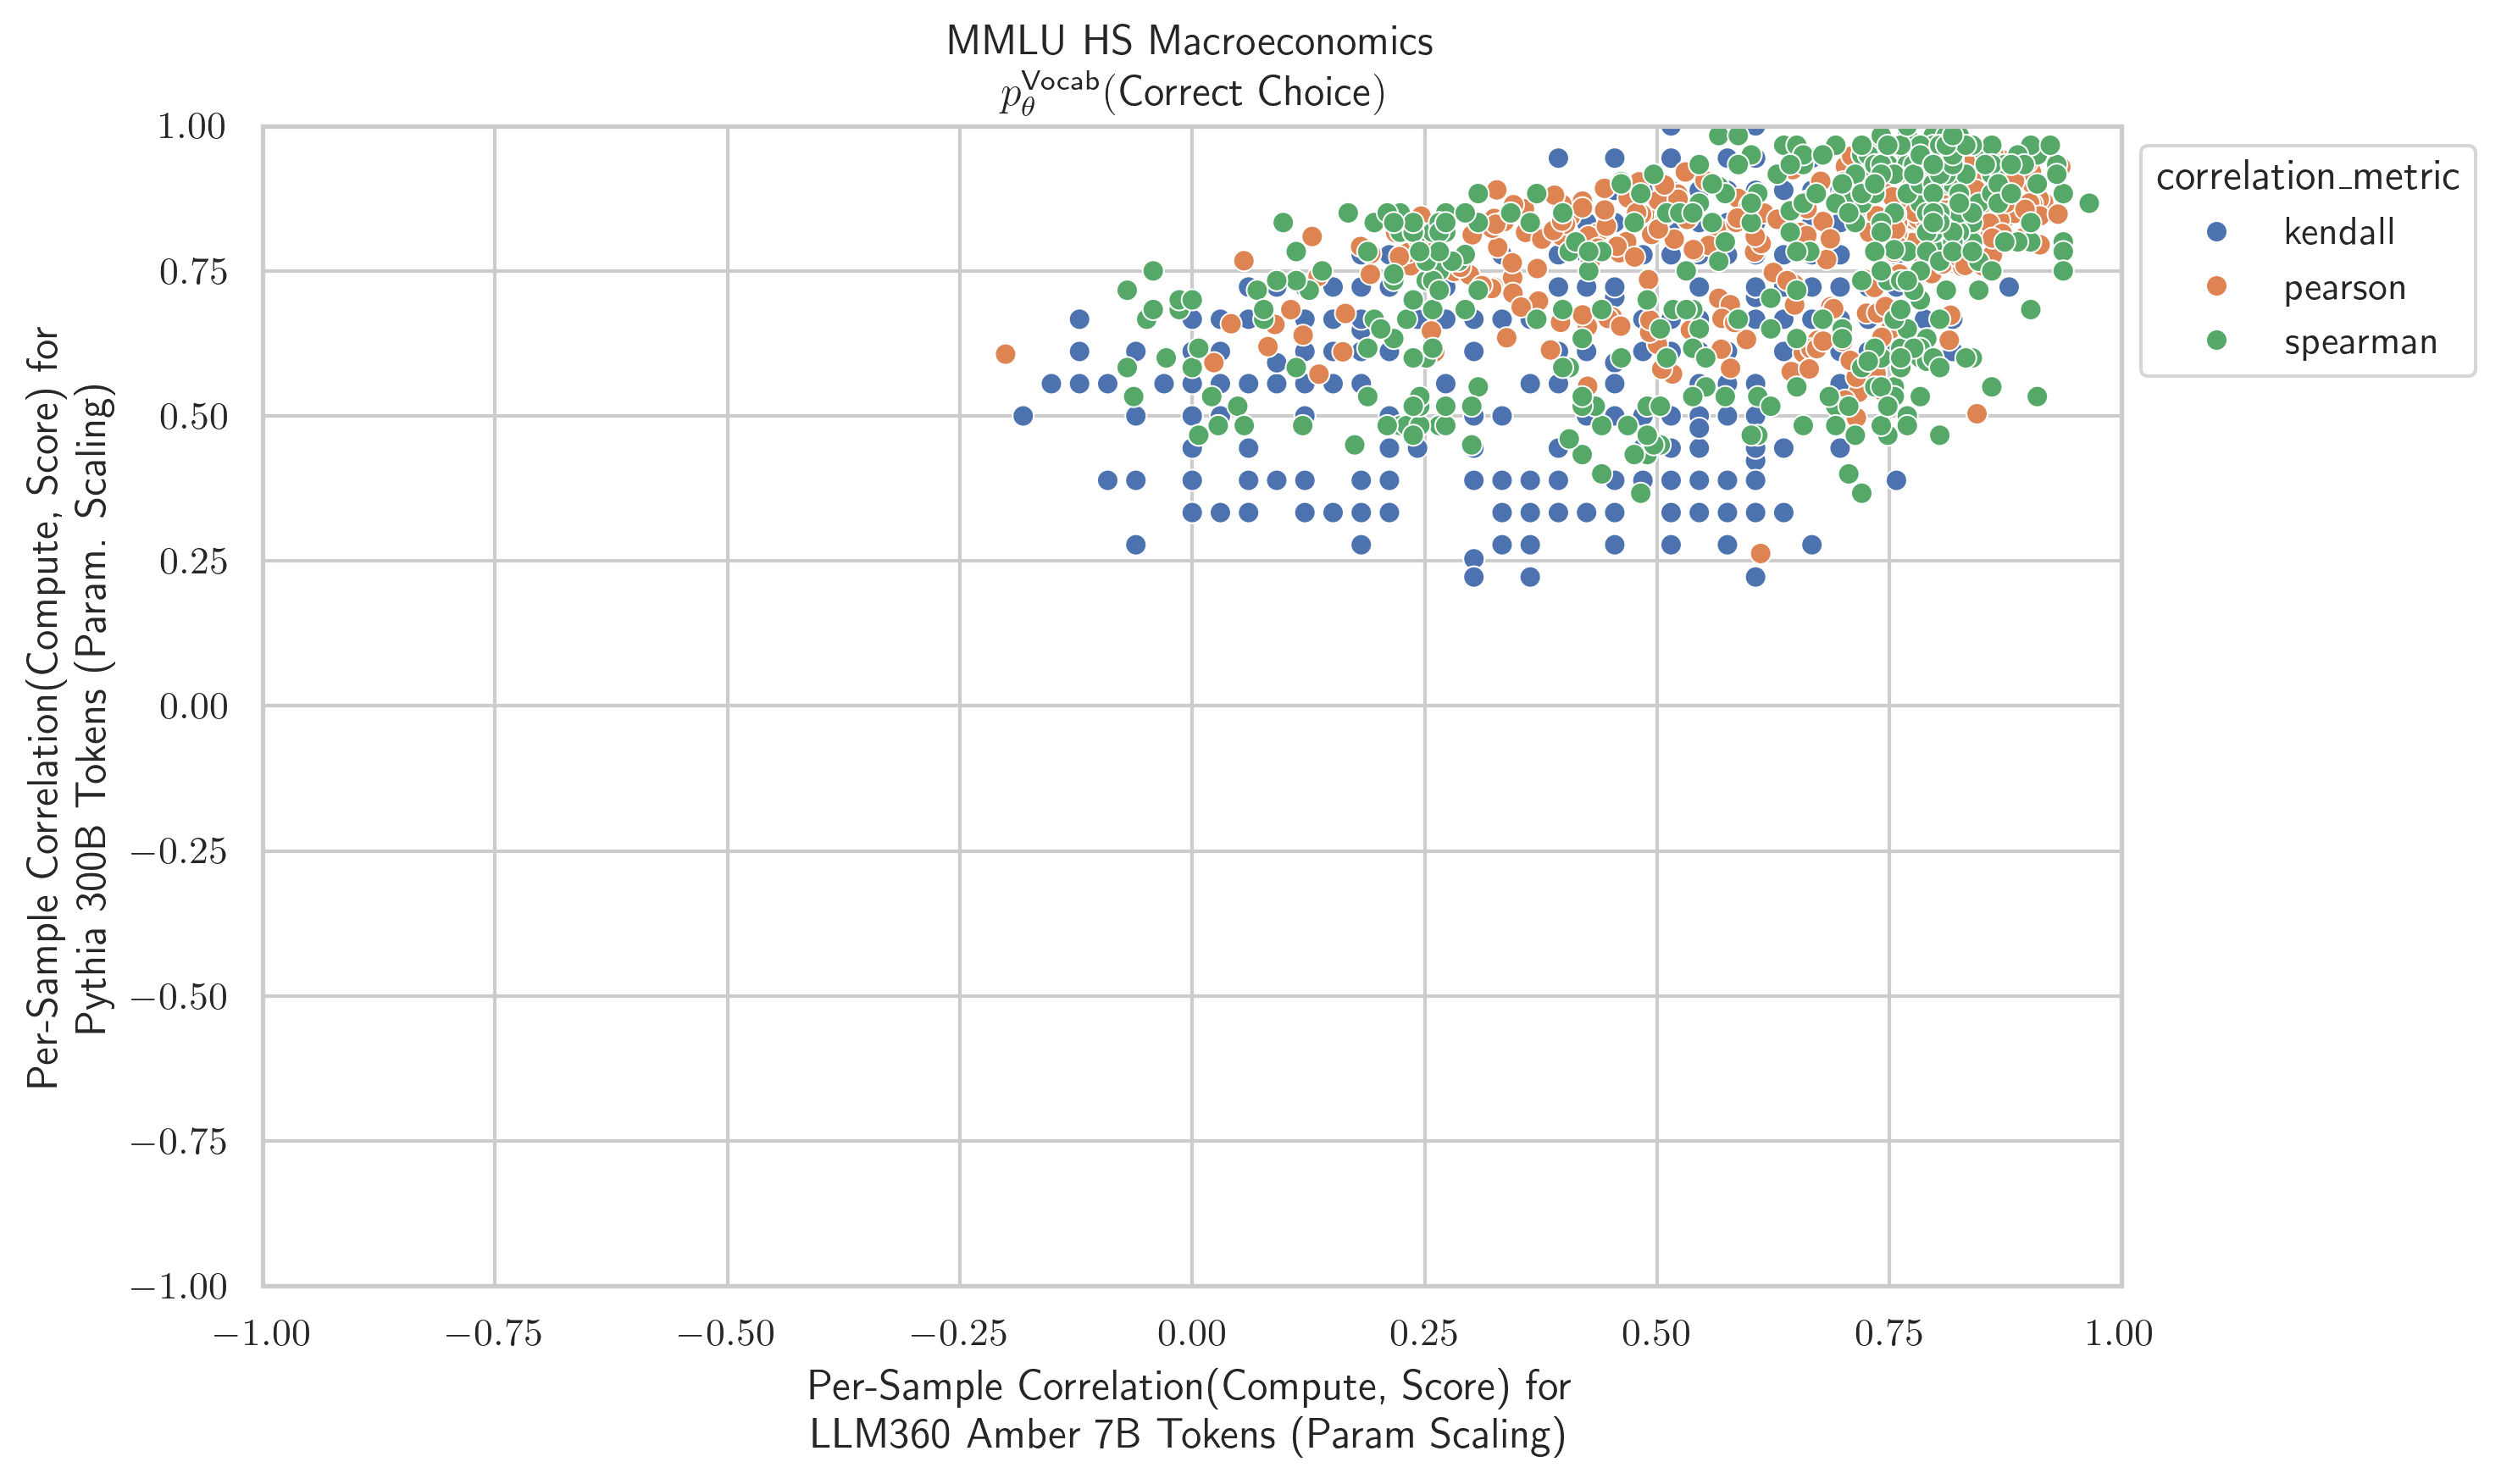 MMLU HS Macroeconomics
p_θ^Vocab(Correct Choice)
1.00
0.75
0.50
0.25
0.00
−0.25
−0.50
−0.75
−1.00
Per-Sample Correlation(Compute, Score) for
Pythia 300B Tokens (Param. Scaling)
correlation_metric
kendall
pearson
spearman
−1.00 −0.75 −0.50 −0.25 0.00 0.25 0.50 0.75 1.00
Per-Sample Correlation(Compute, Score) for
LLM360 Amber 7B Tokens (Param Scaling)